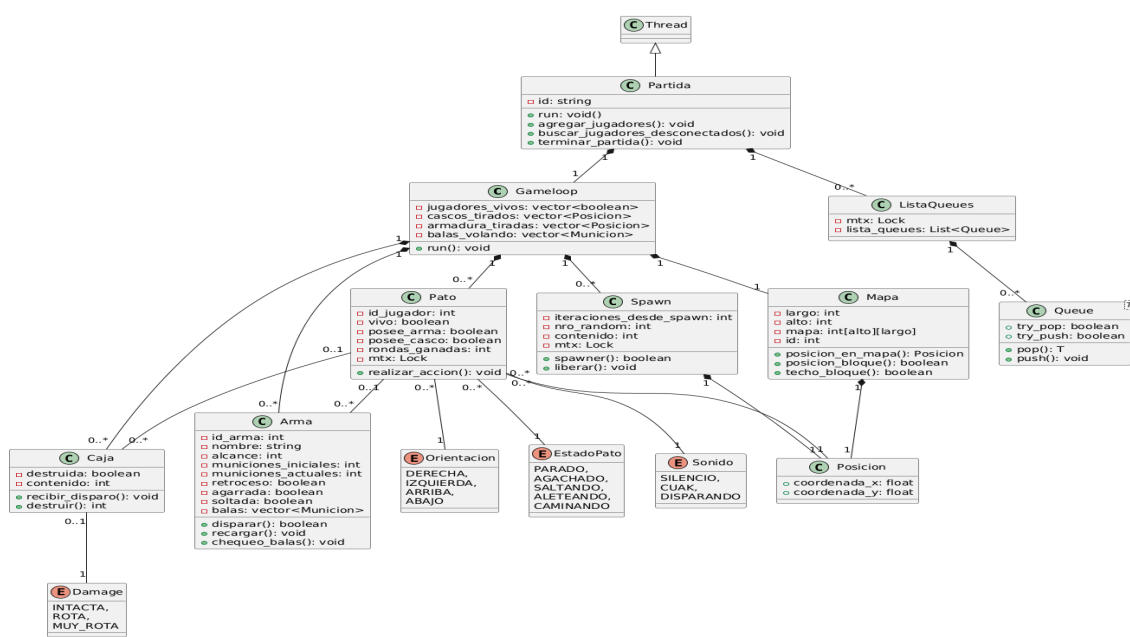 C Thread
C Partida
id: string
run: void()
agregar_jugadores(): void
buscar_jugadores_desconectados(): void
terminar_partida(): void
1
1
1
0..*
C Gameloop
jugadores_vivos: vector<boolean>
cascos_tirados: vector<Posicion>
armadura_tiradas: vector<Posicion>
balas_volando: vector<Municion>
run(): void
C ListaQueues
mtx: Lock
lista_queues: List<Queue>
1
1
1
1
1
1
0..*
0..*
1
0..*
C Pato
id_jugador: int
vivo: boolean
posee_arma: boolean
posee_casco: boolean
rondas_ganadas: int
mtx: Lock
realizar_accion(): void
C Spawn
iteraciones_desde_spawn: int
nro_random: int
contenido: int
mtx: Lock
spawner(): boolean
liberar(): void
C Mapa
largo: int
alto: int
mapa: int[alto][largo]
id: int
posicion_en_mapa(): Posicion
posicion_bloque(): boolean
techo_bloque(): boolean
C Queue
T
try_pop: boolean
try_push: boolean
pop(): T
push(): void
0..1
0..1
0..*
0..*
0..*
0..*
1
1
0..*
0..*
0..*
0..*
1
1
1
1
1
1
C Arma
id_arma: int
nombre: string
alcance: int
municiones_iniciales: int
municiones_actuales: int
retroceso: boolean
agarrada: boolean
soltada: boolean
balas: vector<Municion>
disparar(): boolean
recargar(): void
chequeo_balas(): void
C Caja
destruida: boolean
contenido: int
recibir_disparo(): void
destruir(): int
E Orientacion
DERECHA,
IZQUIERDA,
ARRIBA,
ABAJO
E EstadoPato
PARADO,
AGACHADO,
SALTANDO,
ALETEANDO,
CAMINANDO
E Sonido
SILENCIO,
CUAK,
DISPARANDO
C Posicion
coordenada_x: float
coordenada_y: float
0..1
1
E Damage
INTACTA,
ROTA,
MUY_ROTA